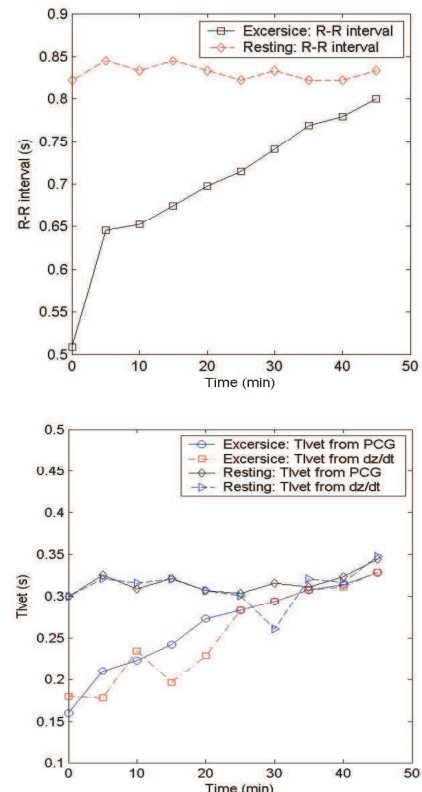 0.9
Excersice: R-R interval
Resting: R-R interval
0.85
0.8
0.75
0.7
0.65
0.6
0.55
0.5
R-R interval (s)
0 10 20 30 40 50
Time (min)
0.5
Excersice: Tlvet from PCG
Excersice: Tlvet from dz/dt
Resting: Tlvet from PCG
Resting: Tlvet from dz/dt
0.45
0.4
0.35
0.3
0.25
0.2
0.15
0.1
Tlvet (s)
0 10 20 30 40 50
Time (min)